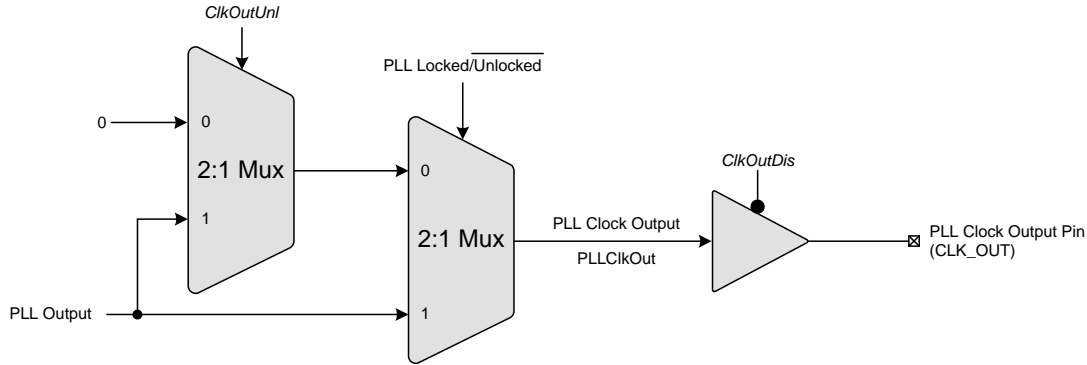 ClkOutUnl
PLL Locked/Unlocked
0
0
2:1 Mux
1
0
2:1 Mux
1
ClkOutDis
PLL Clock Output
PLLClkOut
PLL Clock Output Pin
(CLK_OUT)
PLL Output